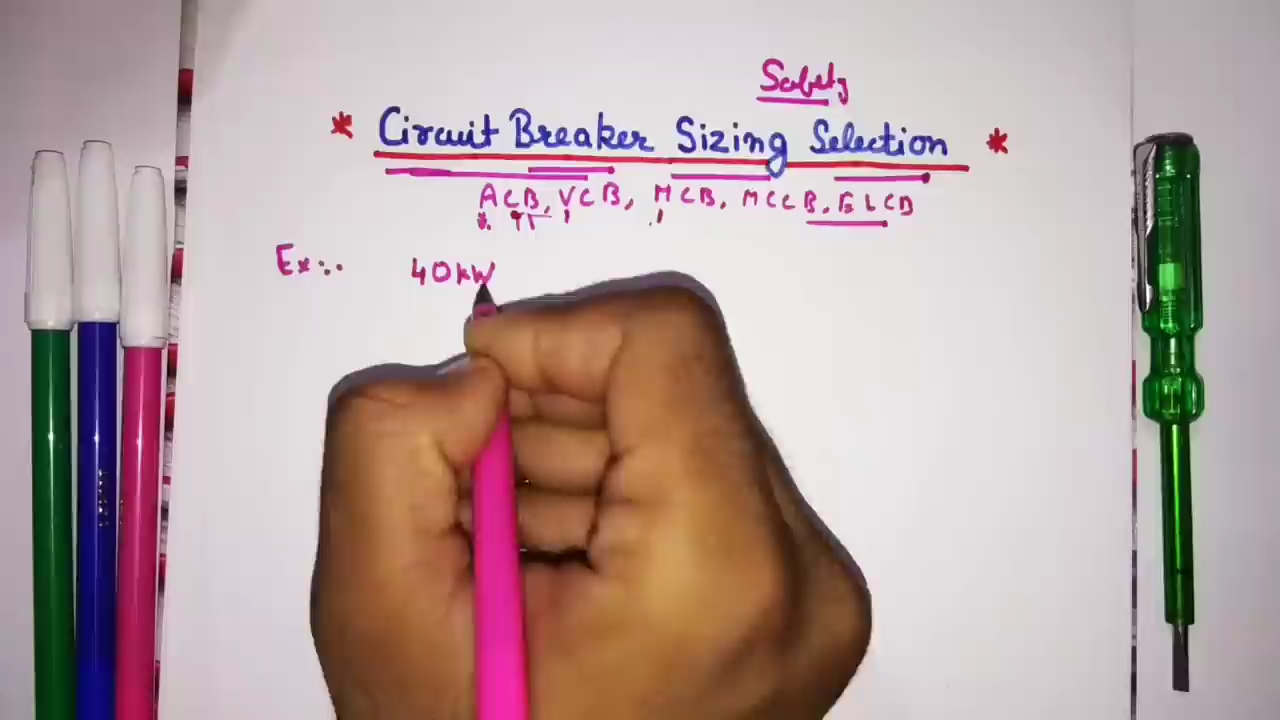 Safety
* Circuit Breaker Sizing Selection *
ACB, VCB, MCB, MCCB, ELCB
Ex:. 40kW